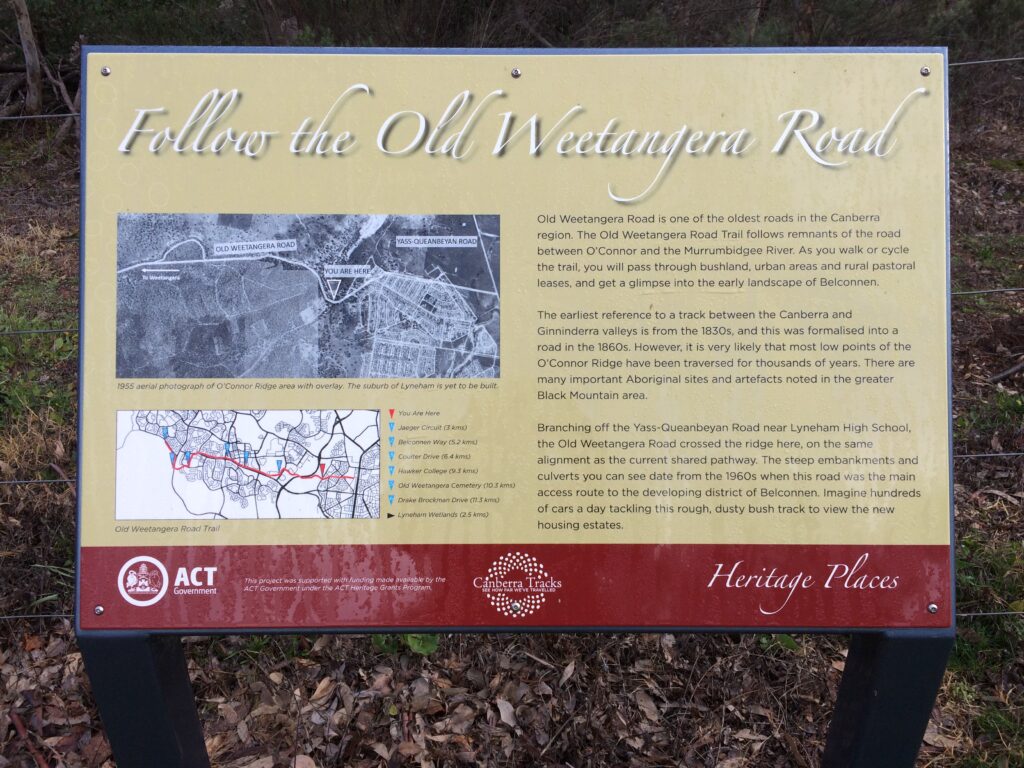 Follow the Old Weetangera Road
OLD WEETANGERA ROAD
YASS-QUEANBEYAN ROAD
YOU ARE HERE
To Weetangera
1955 aerial photograph of O'Connor Ridge area with overlay. The suburb of Lyneham is yet to be built.
You Are Here
Jaeger Circuit (3 kms)
Belconnen Way (5.2 kms)
Coulter Drive (6.4 kms)
Hawker College (9.3 kms)
Old Weetangera Cemetery (10.3 kms)
Drake Brockman Drive (11.3 kms)
Lyneham Wetlands (2.5 kms)
Old Weetangera Road Trail
Old Weetangera Road is one of the oldest roads in the Canberra
region. The Old Weetangera Road Trail follows remnants of the road
between O'Connor and the Murrumbidgee River. As you walk or cycle
the trail, you will pass through bushland, urban areas and rural pastoral
leases, and get a glimpse into the early landscape of Belconnen.
The earliest reference to a track between the Canberra and
Ginninderra valleys is from the 1830s, and this was formalised into a
road in the 1860s. However, it is very likely that most low points of the
O'Connor Ridge have been traversed for thousands of years. There are
many important Aboriginal sites and artefacts noted in the greater
Black Mountain area.
Branching off the Yass-Queanbeyan Road near Lyneham High School,
the Old Weetangera Road crossed the ridge here, on the same
alignment as the current shared pathway. The steep embankments and
culverts you can see date from the 1960s when this road was the main
access route to the developing district of Belconnen. Imagine hundreds
of cars a day tackling this rough, dusty bush track to view the new
housing estates.
ACT
Government
This project was supported with funding made available by the
ACT Government under the ACT Heritage Grants Program.
Canberra Tracks
SEE HOW FAR WE'VE TRAVELLED
Heritage Places